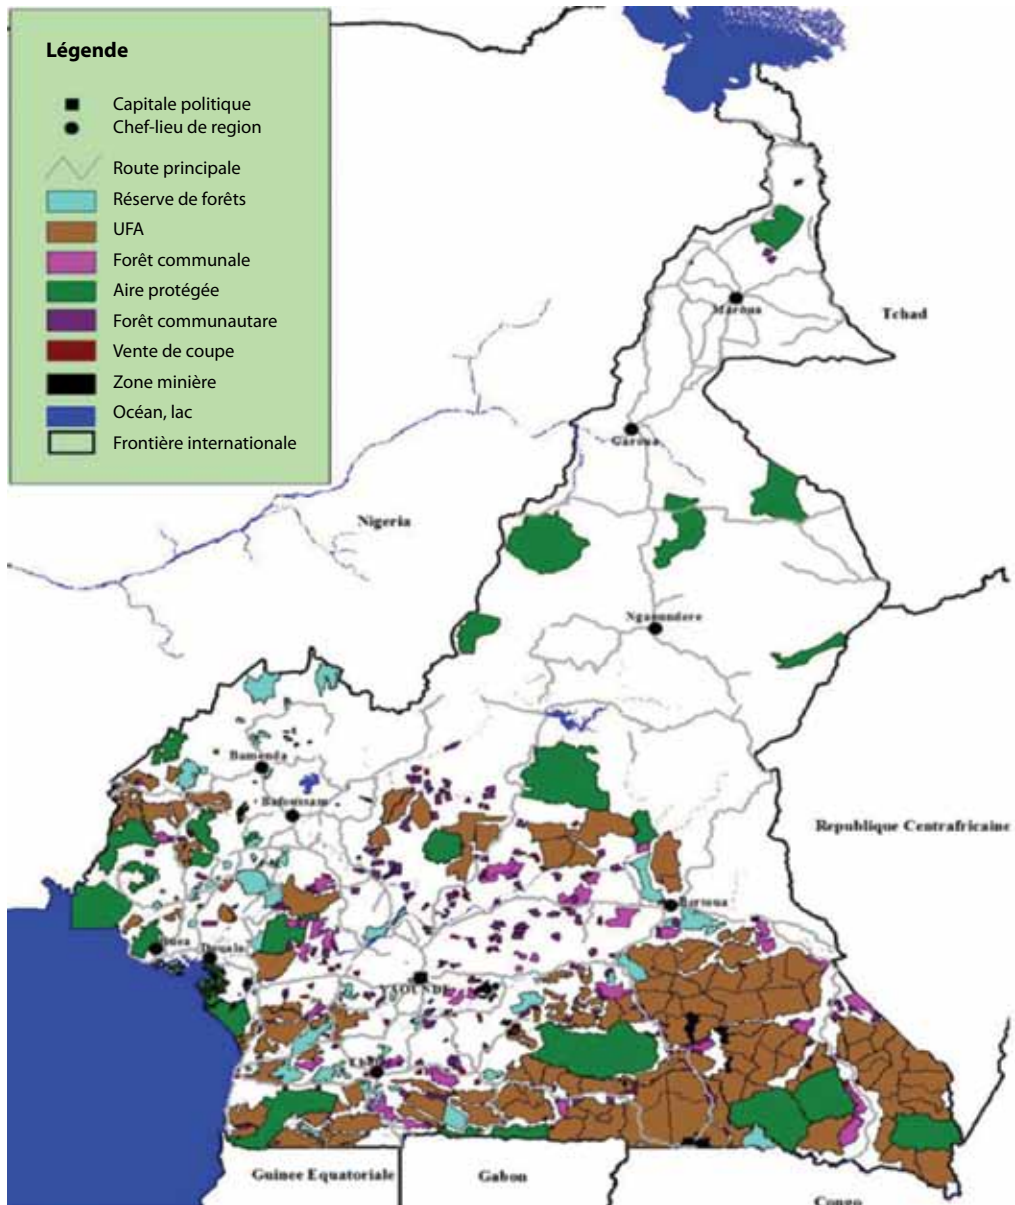 Légende
Capitale politique
Chef-lieu de region
Route principale
Réserve de forêts
UFA
Forêt communale
Aire protégée
Forêt communautare
Vente de coupe
Zone minière
Océan, lac
Frontière internationale
Tchad
Maroua
Garoua
Nigeria
Ngaoundere
Bamenda
Bafoussam
Republique Centrafricaine
Bertoua
Buea
Douala
YAOUNDE
Guinee Equatoriale
Gabon
Congo